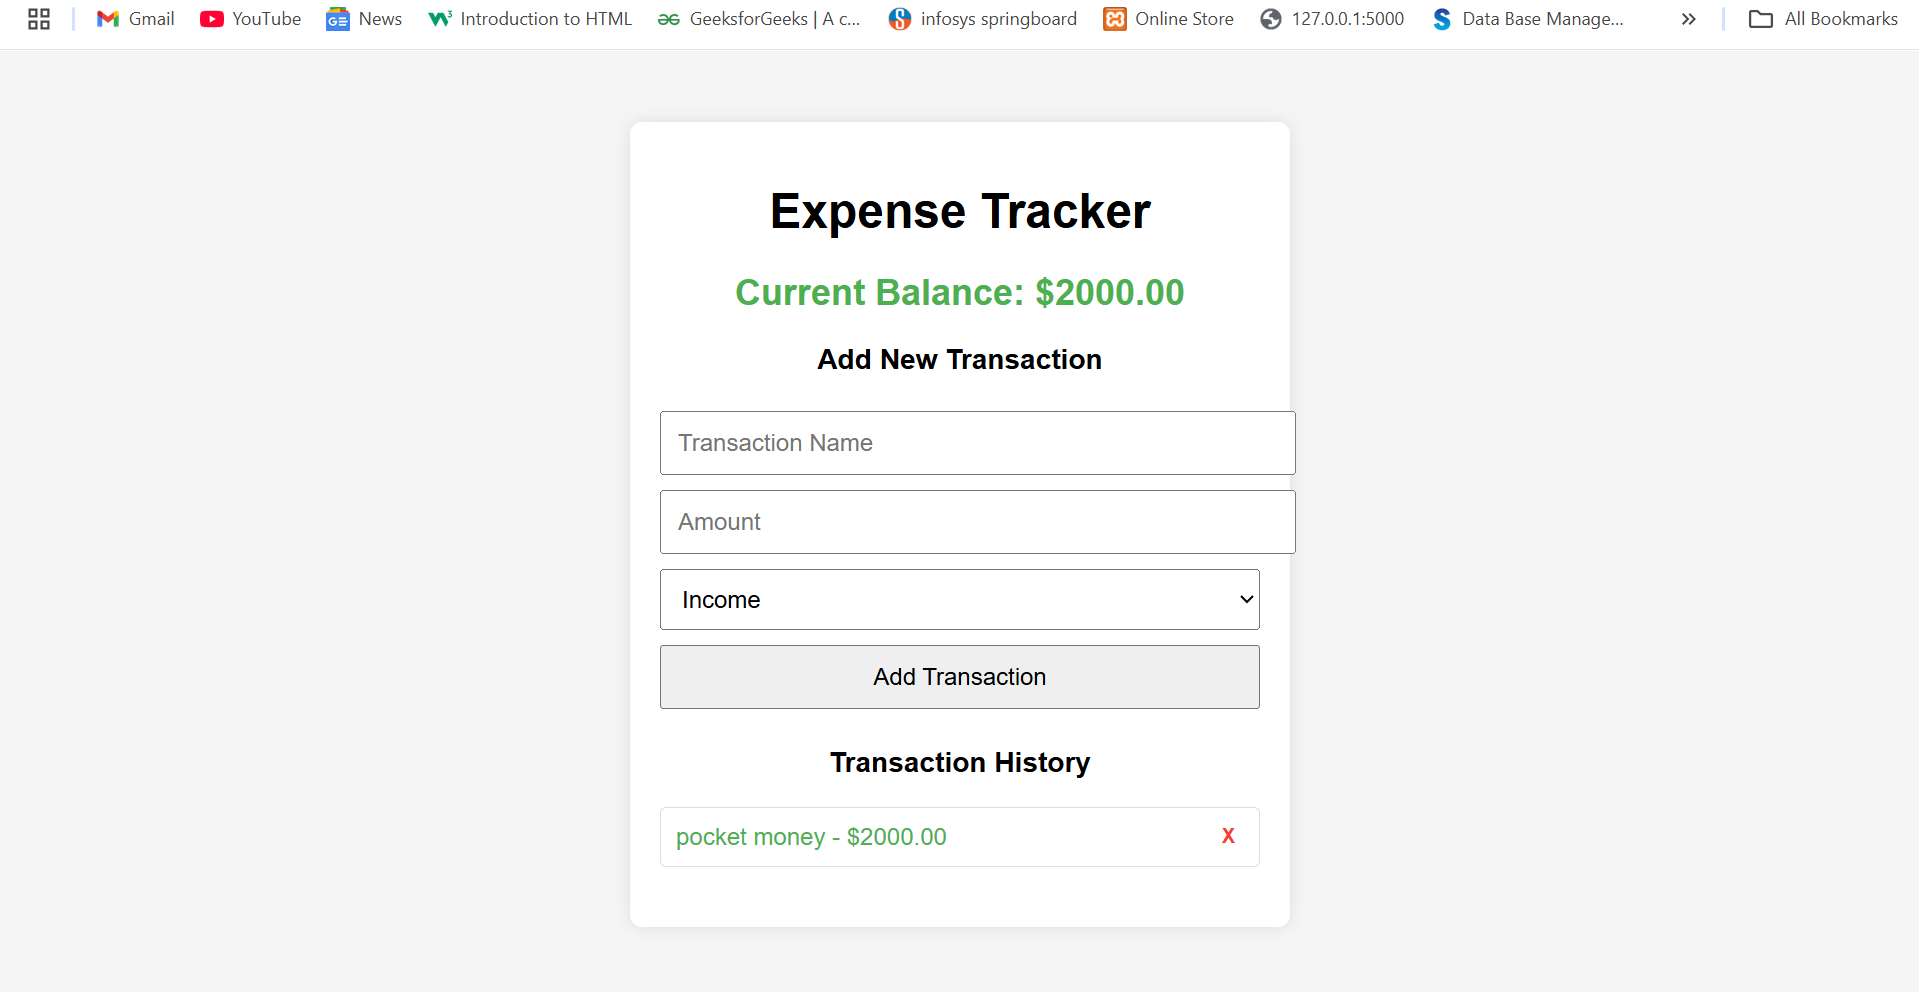 Gmail YouTube News Introduction to HTML GeeksforGeeks | A c... infosys springboard Online Store 127.0.0.1:5000 Data Base Manage... All Bookmarks
Expense Tracker
Current Balance: $2000.00
Add New Transaction
Transaction Name
Amount
Income
Add Transaction
Transaction History
pocket money - $2000.00 X